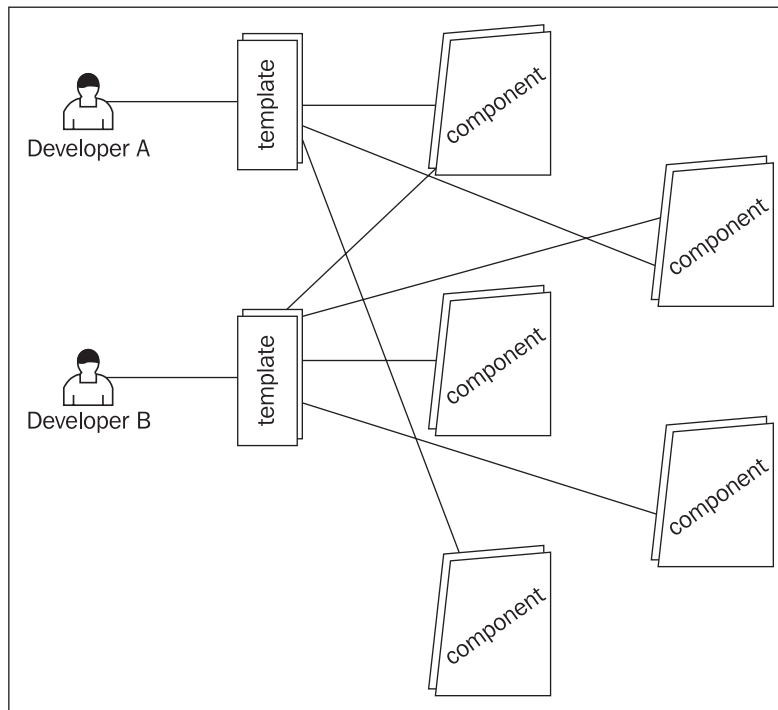 Developer A
template
component
component
Developer B
template
component
component
component